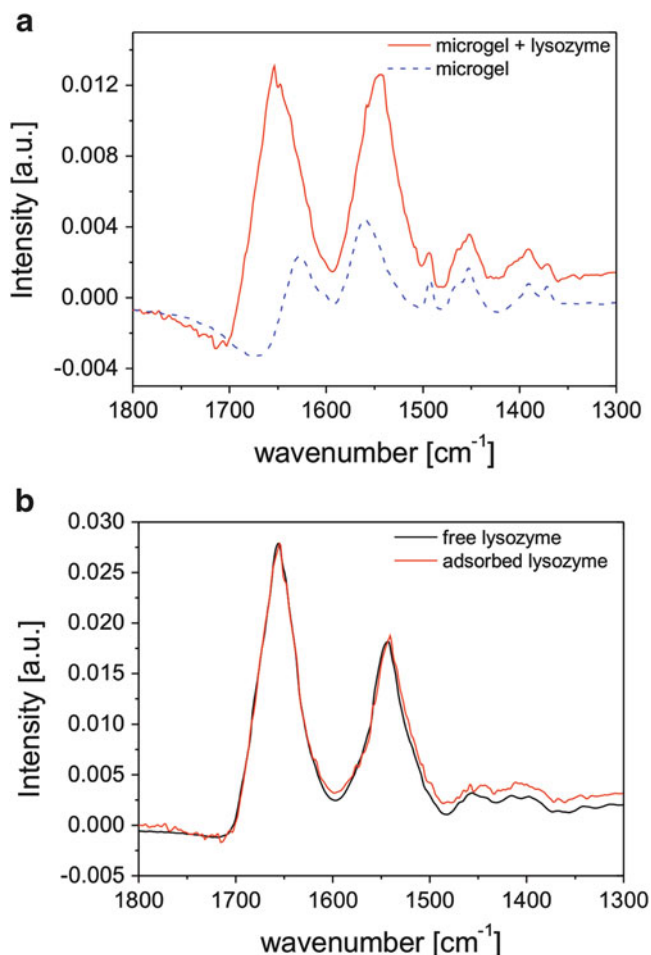 a
microgel + lysozyme
microgel
0.012
0.008
0.004
0.000
-0.004
Intensity [a.u.]
1800 1700 1600 1500 1400 1300
wavenumber [cm⁻¹]
b
free lysozyme
adsorbed lysozyme
0.030
0.025
0.020
0.015
0.010
0.005
0.000
-0.005
Intensity [a.u.]
1800 1700 1600 1500 1400 1300
wavenumber [cm⁻¹]